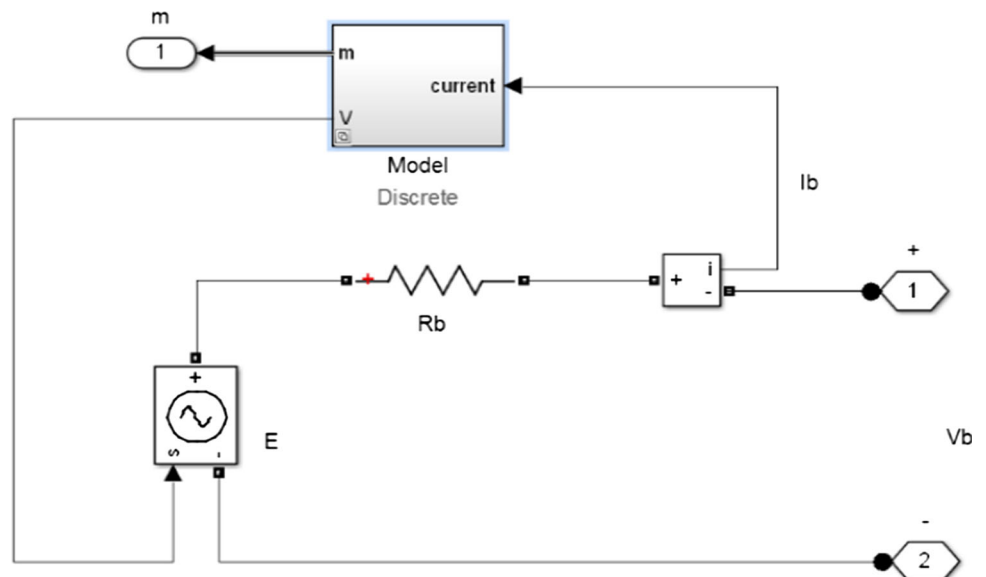 m
1
m
current
V
Model
Discrete
Ib
+
+
+ i
-
1
Rb
+
E
s -
Vb
-
2